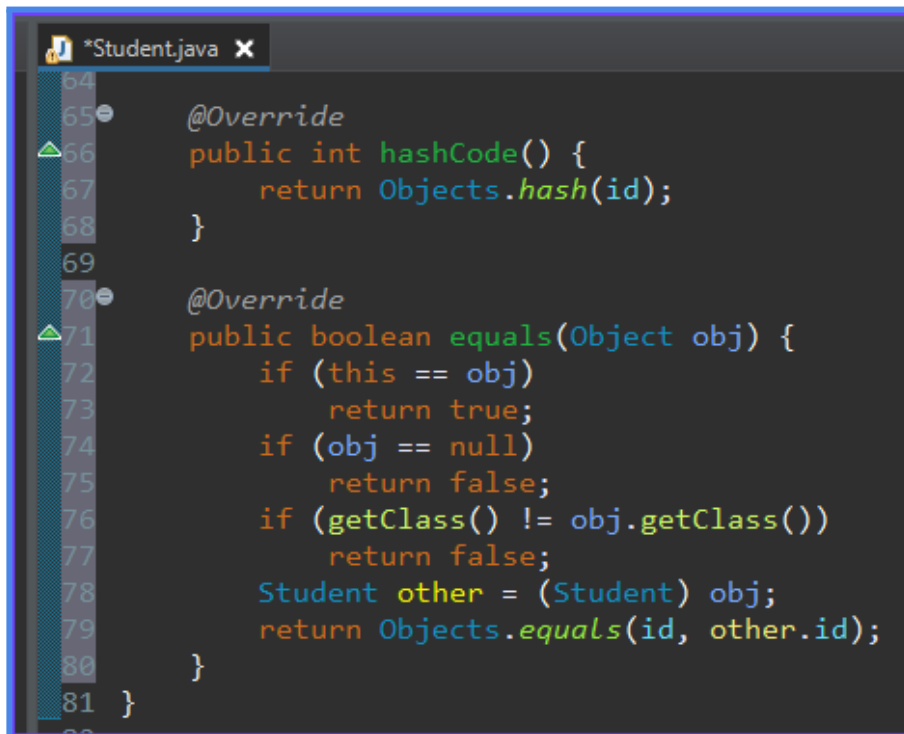 *Student.java
64
65 @Override
66 public int hashCode() {
67 return Objects.hash(id);
68 }
69
70 @Override
71 public boolean equals(Object obj) {
72 if (this == obj)
73 return true;
74 if (obj == null)
75 return false;
76 if (getClass() != obj.getClass())
77 return false;
78 Student other = (Student) obj;
79 return Objects.equals(id, other.id);
80 }
81 }